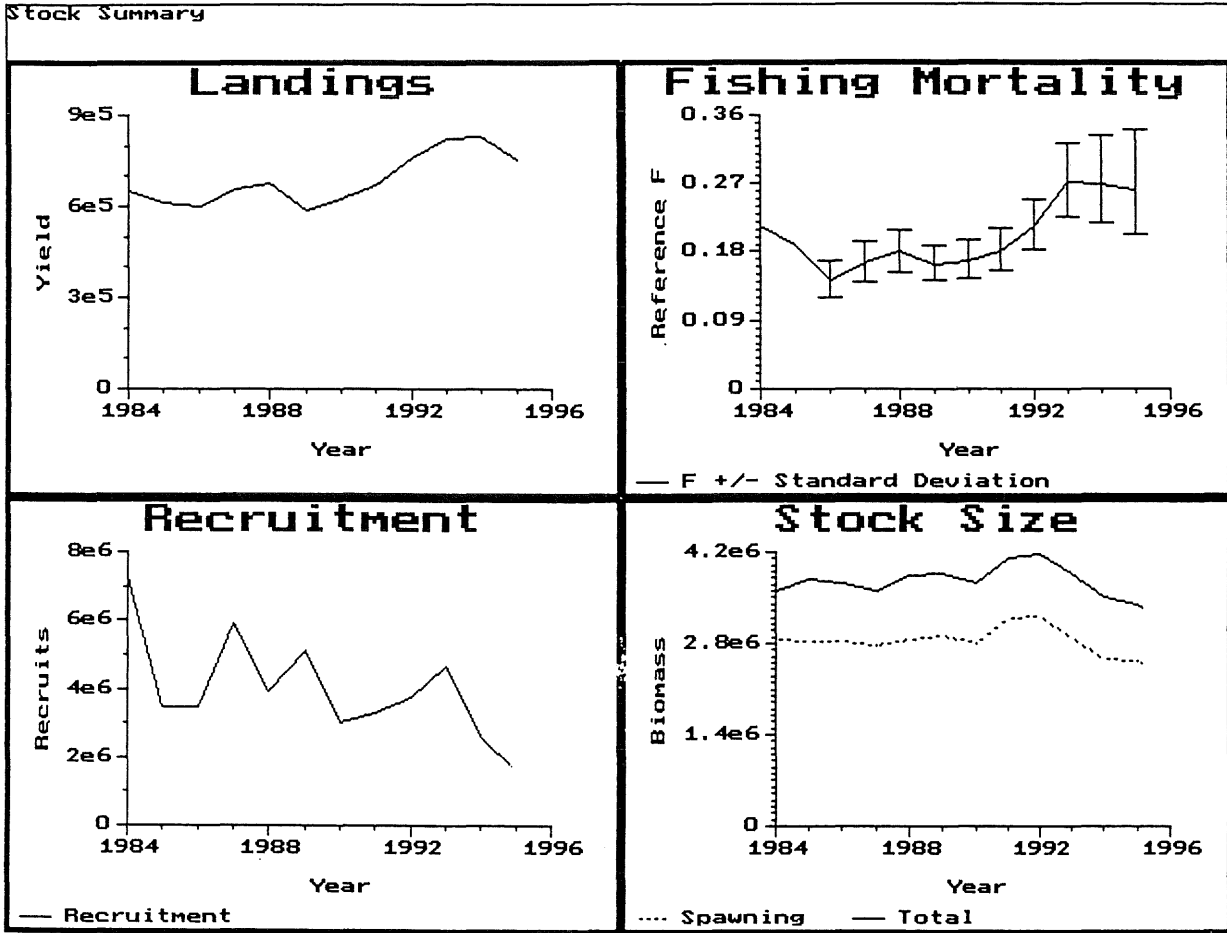 Stock Summary
Landings
9e5
6e5
3e5
0
Yield
1984 1988 1992 1996
Year
Fishing Mortality
0.36
0.27
0.18
0.09
0
Reference F
1984 1988 1992 1996
Year
F +/- Standard Deviation
Recruitment
8e6
6e6
4e6
2e6
0
Recruits
1984 1988 1992 1996
Year
Recruitment
Stock Size
4.2e6
2.8e6
1.4e6
0
Biomass
1984 1988 1992 1996
Year
Spawning Total